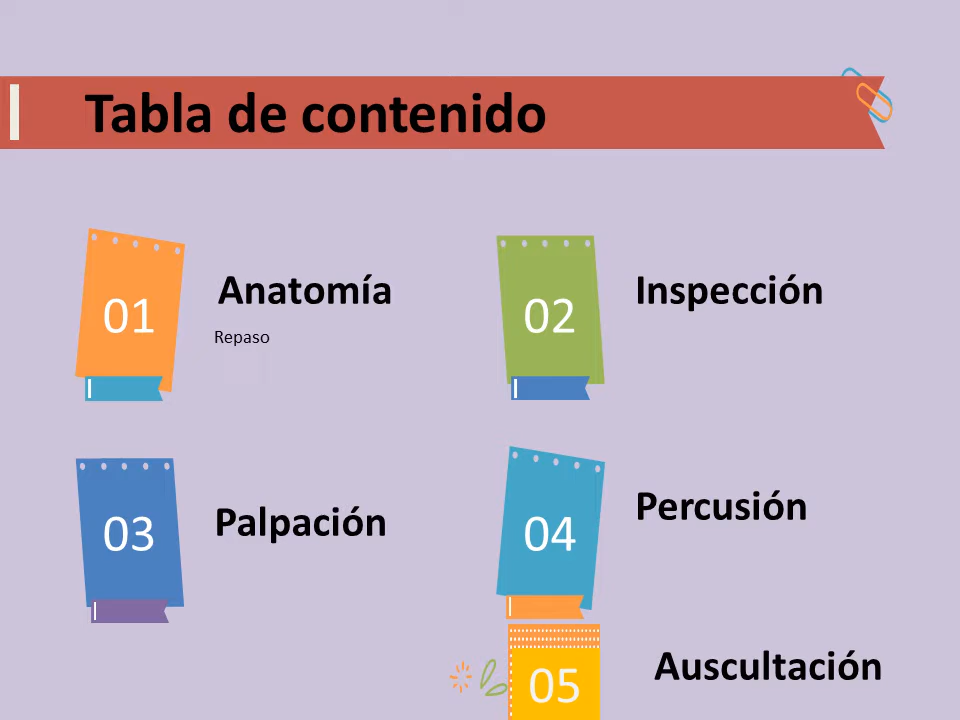 Tabla de contenido
01
Anatomía
Repaso
02
Inspección
03
Palpación
04
Percusión
05
Auscultación